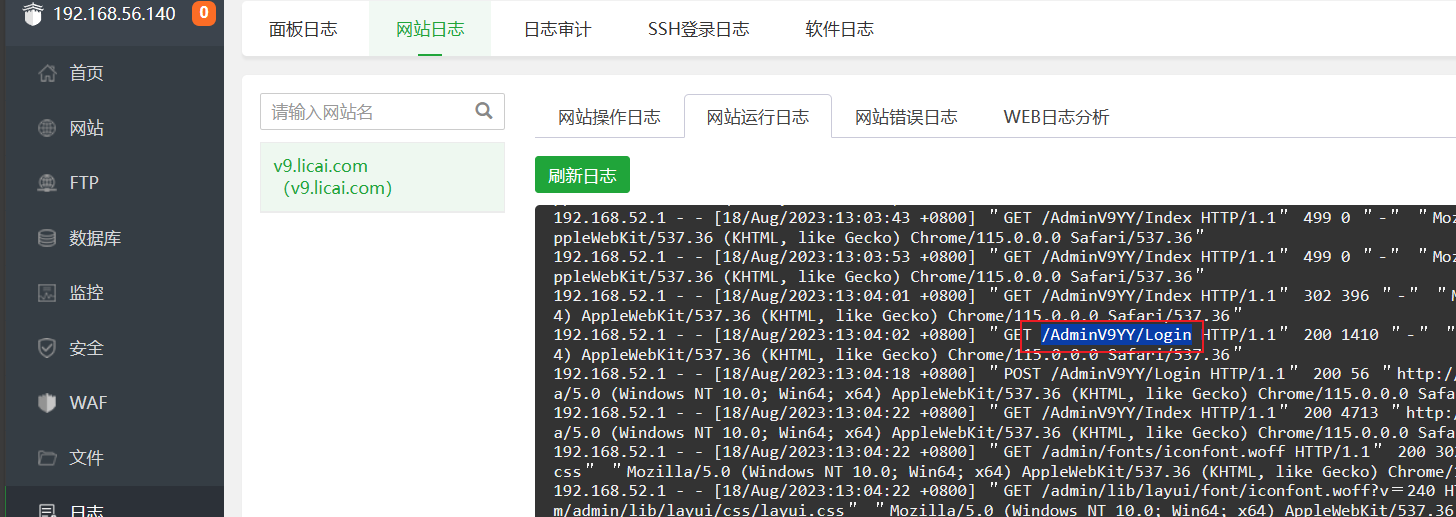 192.168.56.140 0
首页
网站
FTP
数据库
监控
安全
WAF
文件
日志
面板日志 网站日志 日志审计 SSH登录日志 软件日志
请输入网站名
v9.licai.com
（v9.licai.com）
网站操作日志 网站运行日志 网站错误日志 WEB日志分析
刷新日志
192.168.52.1 - - [18/Aug/2023:13:03:43 +0800] "GET /AdminV9YY/Index HTTP/1.1" 499 0 "-" "Moz
ppleWebKit/537.36 (KHTML, like Gecko) Chrome/115.0.0.0 Safari/537.36"
192.168.52.1 - - [18/Aug/2023:13:03:53 +0800] "GET /AdminV9YY/Index HTTP/1.1" 499 0 "-" "Moz
ppleWebKit/537.36 (KHTML, like Gecko) Chrome/115.0.0.0 Safari/537.36"
192.168.52.1 - - [18/Aug/2023:13:04:01 +0800] "GET /AdminV9YY/Index HTTP/1.1" 302 396 "-" "M
4) AppleWebKit/537.36 (KHTML, like Gecko) Chrome/115.0.0.0 Safari/537.36"
192.168.52.1 - - [18/Aug/2023:13:04:02 +0800] "GET /AdminV9YY/Login HTTP/1.1" 200 1410 "-"
4) AppleWebKit/537.36 (KHTML, like Gecko) Chrome/115.0.0.0 Safari/537.36"
192.168.52.1 - - [18/Aug/2023:13:04:18 +0800] "POST /AdminV9YY/Login HTTP/1.1" 200 56 "http:/
a/5.0 (Windows NT 10.0; Win64; x64) AppleWebKit/537.36 (KHTML, like Gecko) Chrome/115.0.0.0
192.168.52.1 - - [18/Aug/2023:13:04:22 +0800] "GET /AdminV9YY/Index HTTP/1.1" 200 4713 "http:
a/5.0 (Windows NT 10.0; Win64; x64) AppleWebKit/537.36 (KHTML, like Gecko) Chrome/115.0.0.0
192.168.52.1 - - [18/Aug/2023:13:04:22 +0800] "GET /admin/fonts/iconfont.woff HTTP/1.1" 200 30
css" "Mozilla/5.0 (Windows NT 10.0; Win64; x64) AppleWebKit/537.36 (KHTML, like Gecko) Chrome/
192.168.52.1 - - [18/Aug/2023:13:04:22 +0800] "GET /admin/lib/layui/font/iconfont.woff?v=240 H
m/admin/lib/layui/css/layui.css" "Mozilla/5.0 (Windows NT 10.0; Win64; x64) AppleWebKit/537.36